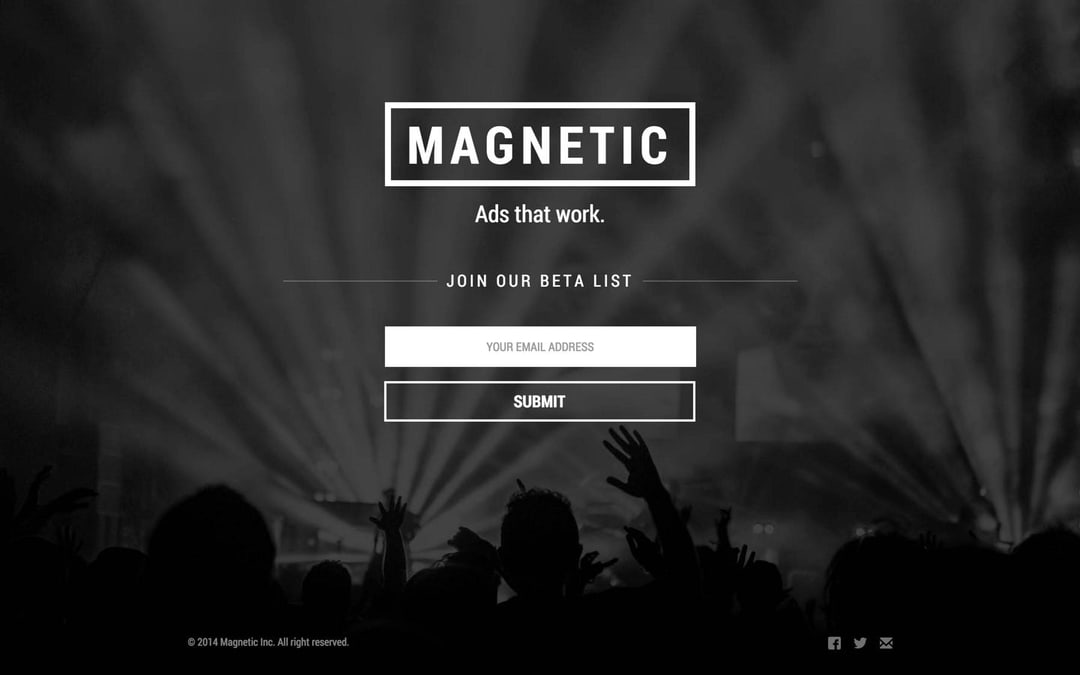 MAGNETIC
Ads that work.
JOIN OUR BETA LIST
YOUR EMAIL ADDRESS
SUBMIT
© 2014 Magnetic Inc. All right reserved.